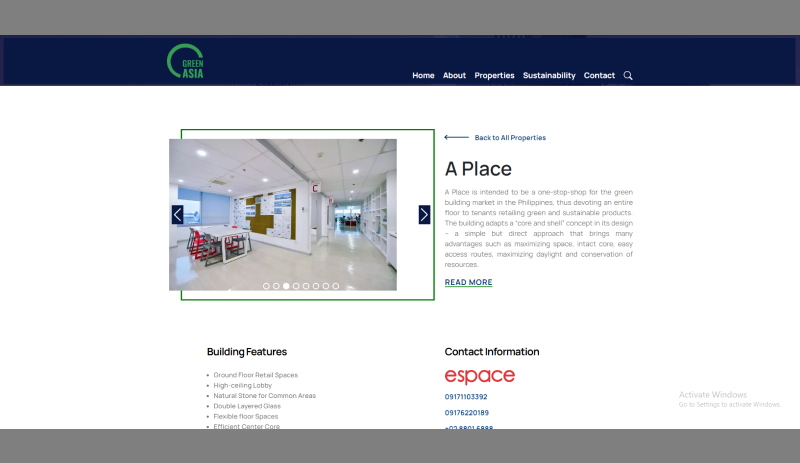 GREEN
ASIA
Home About Properties Sustainability Contact
Back to All Properties
A Place
A Place is intended to be a one-stop-shop for the green
building market in the Philippines, thus devoting an entire
floor to tenants retailing green and sustainable products.
The building adapts a "core and shell" concept in its design
- a simple but direct approach that brings many
advantages such as maximizing space, intact core, easy
access routes, maximizing daylight and conservation of
resources.
READ MORE
Building Features
Ground Floor Retail Spaces
High-ceiling Lobby
Natural Stone for Common Areas
Double Layered Glass
Flexible floor Spaces
Efficient Center Core
Contact Information
espace
09171103392
09176220189
+02 8801 6988
Activate Windows
Go to Settings to activate Windows.